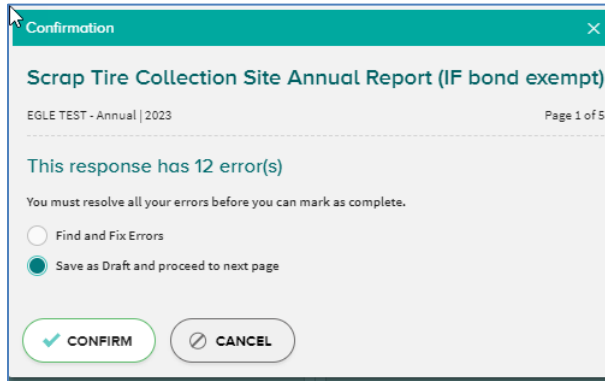 Confirmation
Scrap Tire Collection Site Annual Report (IF bond exempt)
EGLE TEST - Annual | 2023 Page 1 of 5
This response has 12 error(s)
You must resolve all your errors before you can mark as complete.
Find and Fix Errors
Save as Draft and proceed to next page
CONFIRM CANCEL